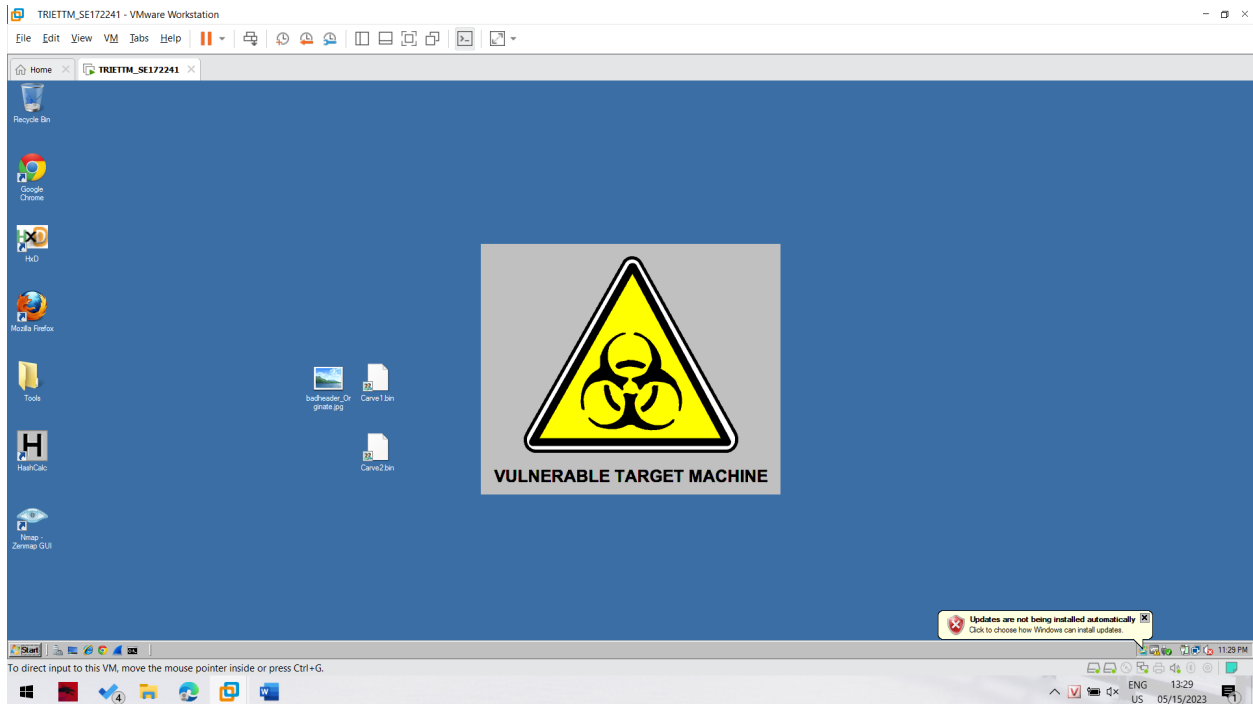 TRIETTM_SE172241 - VMware Workstation
File Edit View VM Tabs Help
Home TRIETTM_SE172241
Recycle Bin
Google
Chrome
HxD
HxD
Mozilla Firefox
Tools
badheader_Or
ginate.jpg
Carve1.bin
H
HashCalc
Carve2.bin
Nmap -
Zenmap GUI
VULNERABLE TARGET MACHINE
Updates are not being installed automatically
Click to choose how Windows can install updates.
Start
11:29 PM
To direct input to this VM, move the mouse pointer inside or press Ctrl+G.
4
W
V
ENG
US
13:29
05/15/2023
1